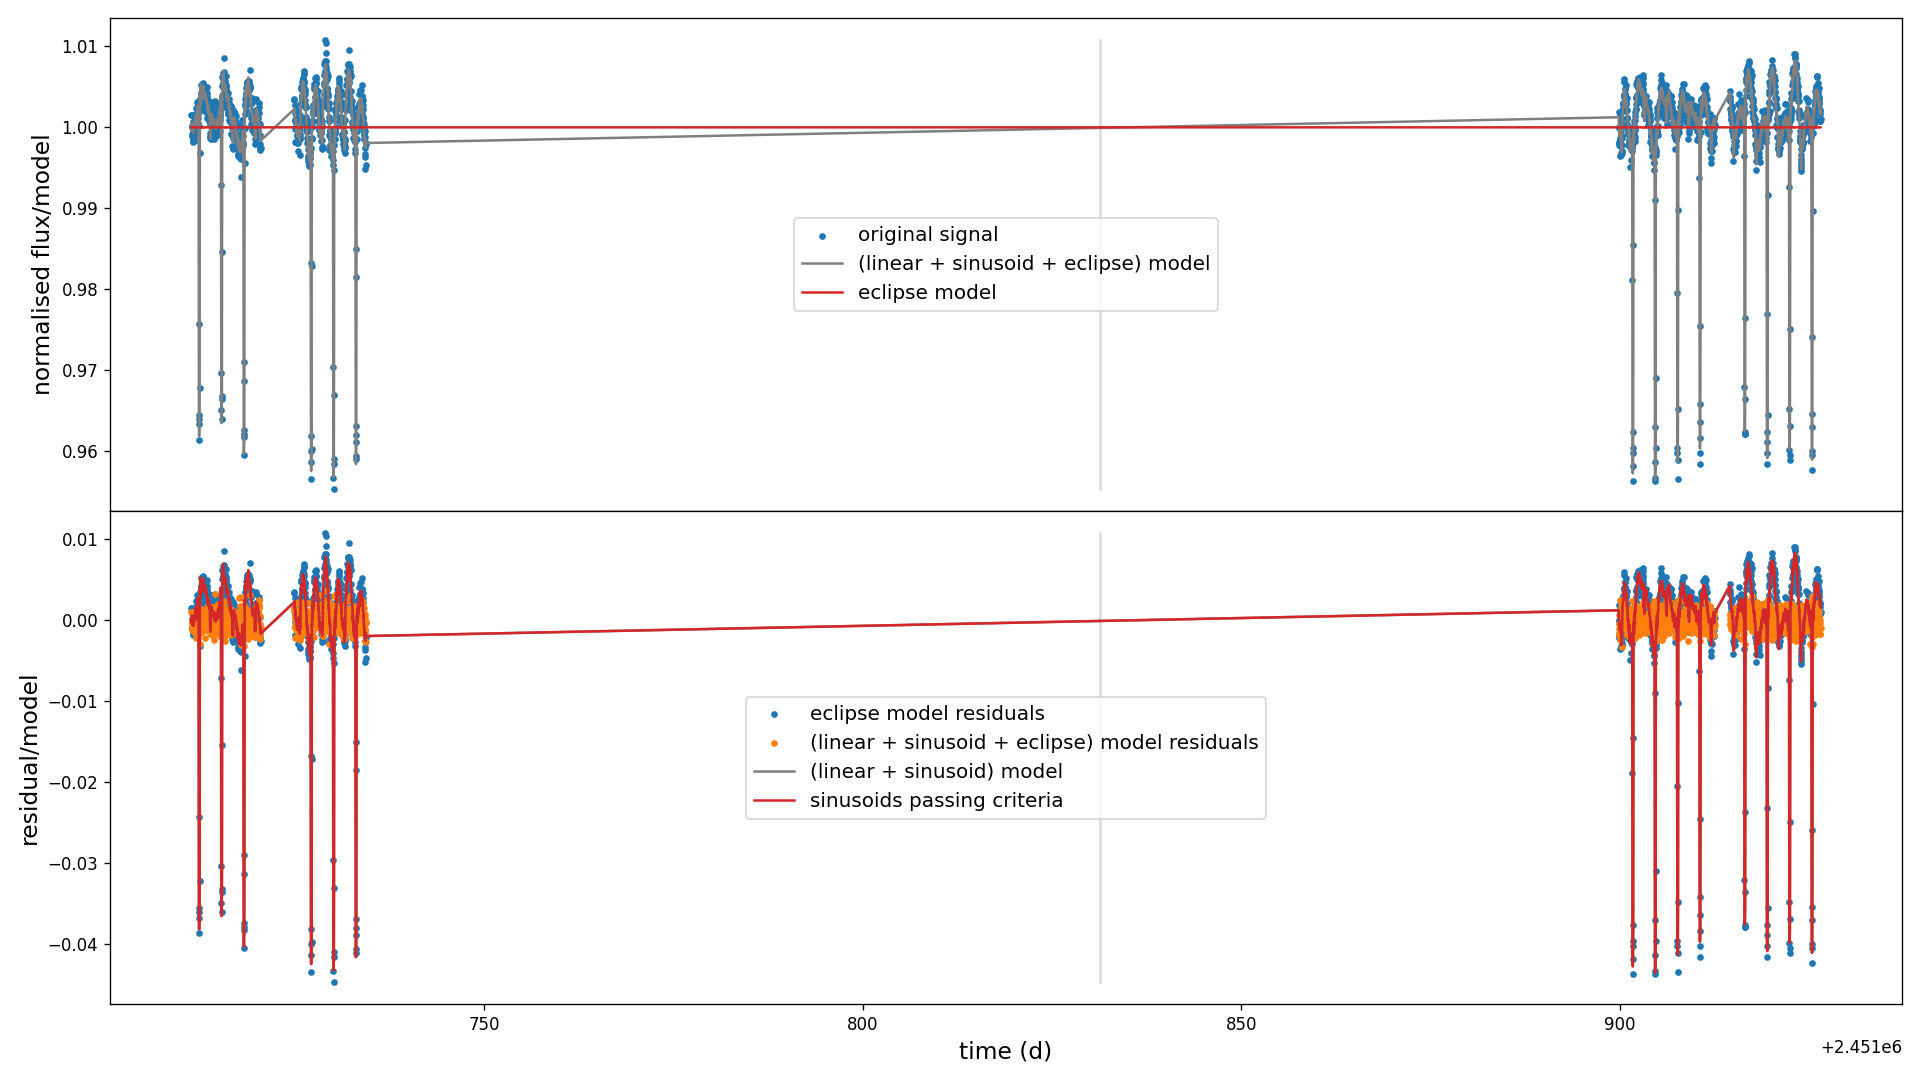 1.01
1.00
0.99
0.98
0.97
0.96
normalised flux/model
original signal
(linear + sinusoid + eclipse) model
eclipse model
0.01
0.00
−0.01
−0.02
−0.03
−0.04
residual/model
eclipse model residuals
(linear + sinusoid + eclipse) model residuals
(linear + sinusoid) model
sinusoids passing criteria
750
800
850
900
time (d)
+2.451e6